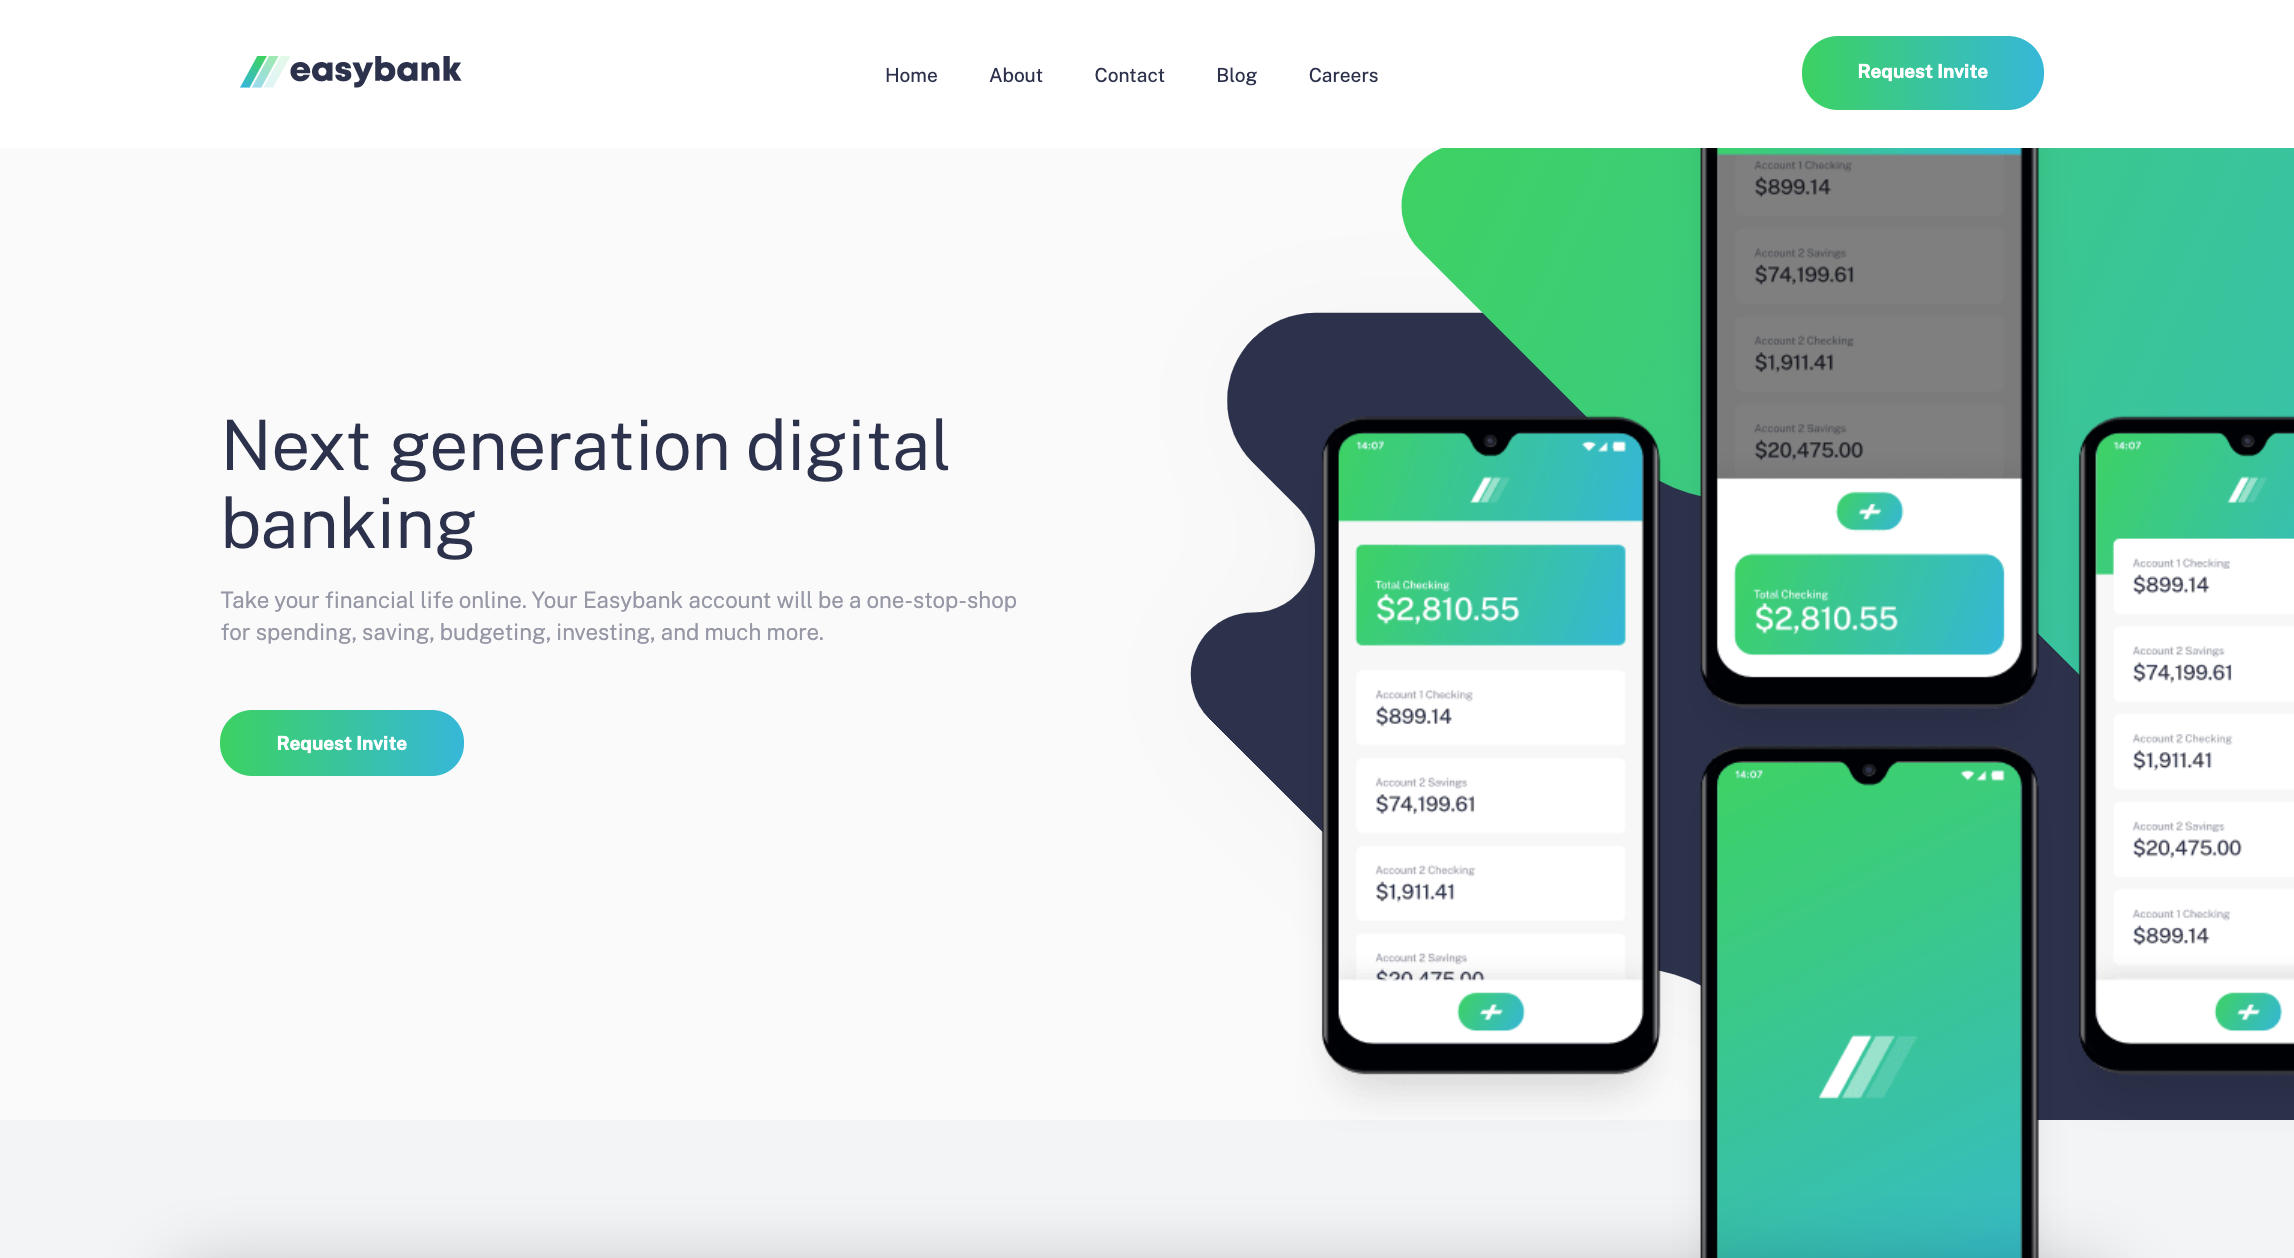 easybank
Home
About
Contact
Blog
Careers
Request Invite
Next generation digital
banking
Take your financial life online. Your Easybank account will be a one-stop-shop
for spending, saving, budgeting, investing, and much more.
Request Invite
14:07
Total Checking
$2,810.55
Account 1 Checking
$899.14
Account 2 Savings
$74,199.61
Account 2 Checking
$1,911.41
Account 2 Savings
$20,475.00
Account 1 Checking
$899.14
Account 2 Savings
$74,199.61
Account 2 Checking
$1,911.41
Account 2 Savings
$20,475.00
Total Checking
$2,810.55
14:07
14:07
Account 1 Checking
$899.14
Account 2 Savings
$74,199.61
Account 2 Checking
$1,911.41
Account 2 Savings
$20,475.00
Account 1 Checking
$899.14